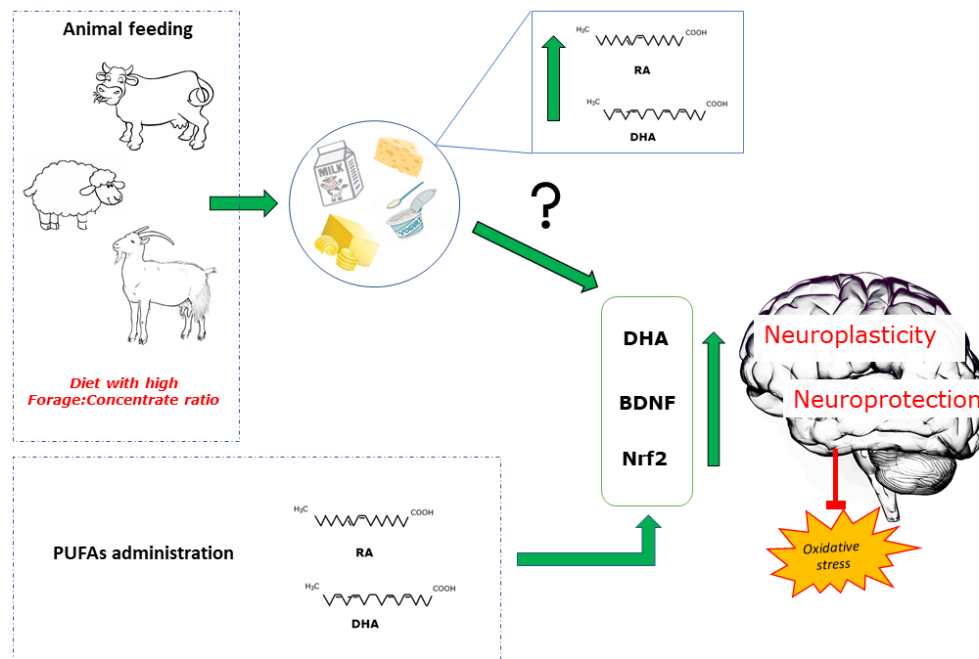 Animal feeding
Diet with high
Forage:Concentrate ratio
MILK
YOGURT
H₃C
COOH
RA
H₃C
COOH
DHA
?
DHA
BDNF
Nrf2
Neuroplasticity
Neuroprotection
Oxidative
stress
PUFAs administration
H₃C
COOH
RA
H₃C
COOH
DHA